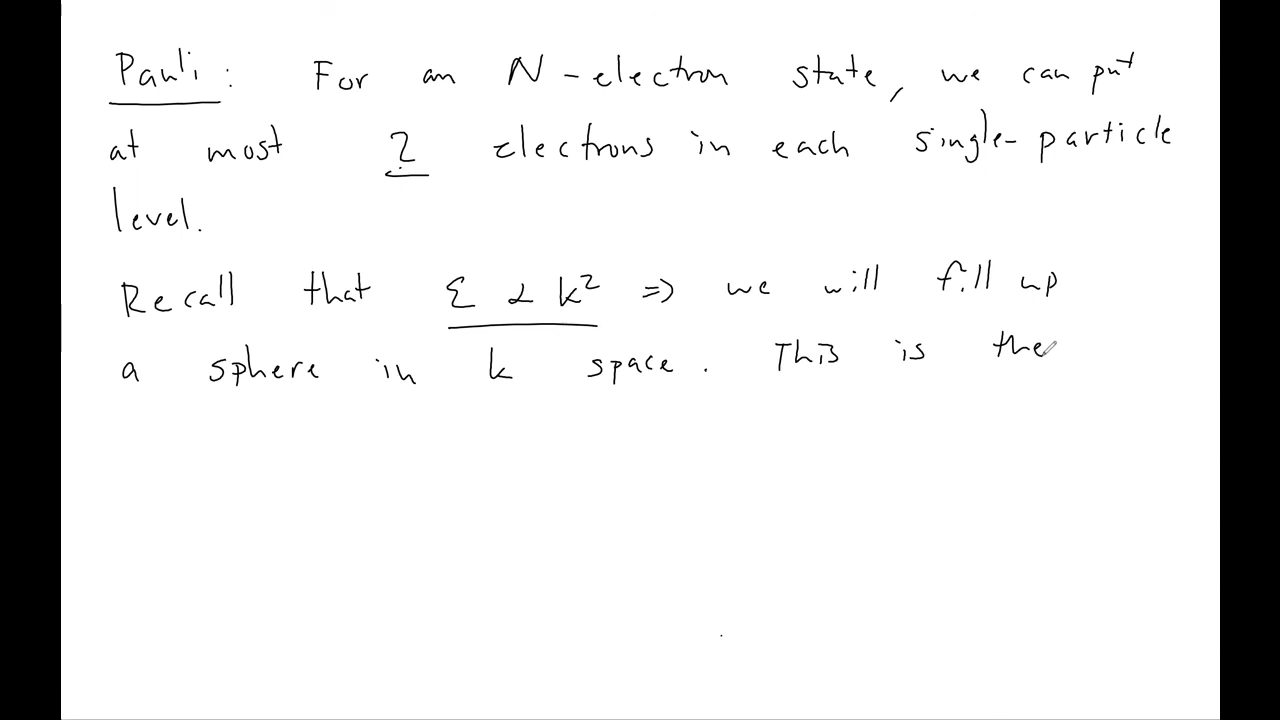 Pauli: For an N-electron state, we can put
at most 2 electrons in each single-particle
level.
Recall that ℰ ∝ k² ⇒ we will fill up
a sphere in k space. This is the